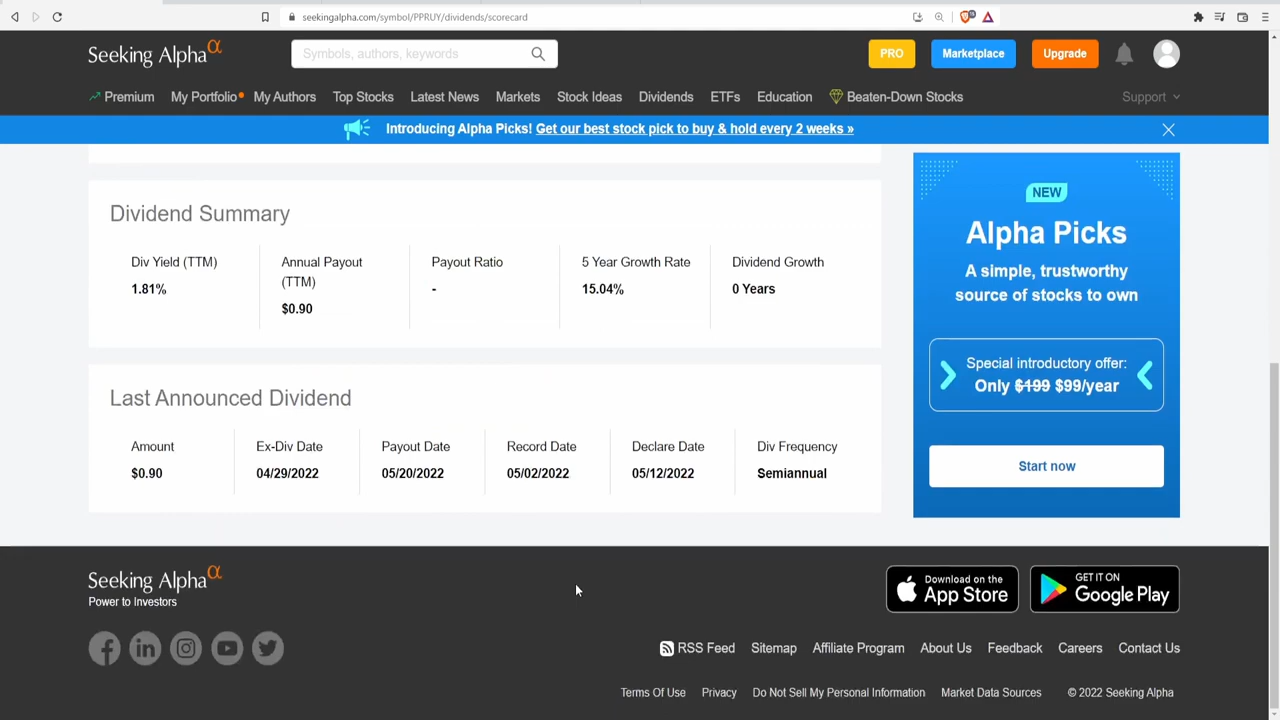 seekingalpha.com/symbol/PPRUY/dividends/scorecard
Seeking Alphaα
Symbols, authors, keywords
PRO
Marketplace
Upgrade
Premium
My Portfolio
My Authors
Top Stocks
Latest News
Markets
Stock Ideas
Dividends
ETFs
Education
Beaten-Down Stocks
Support
Introducing Alpha Picks! Get our best stock pick to buy & hold every 2 weeks »
Dividend Summary
Div Yield (TTM)
1.81%
Annual Payout
(TTM)
$0.90
Payout Ratio
-
5 Year Growth Rate
15.04%
Dividend Growth
0 Years
Last Announced Dividend
Amount
$0.90
Ex-Div Date
04/29/2022
Payout Date
05/20/2022
Record Date
05/02/2022
Declare Date
05/12/2022
Div Frequency
Semiannual
NEW
Alpha Picks
A simple, trustworthy
source of stocks to own
Special introductory offer:
Only $199 $99/year
Start now
Seeking Alphaα
Power to Investors
Download on the
App Store
GET IT ON
Google Play
RSS Feed
Sitemap
Affiliate Program
About Us
Feedback
Careers
Contact Us
Terms Of Use
Privacy
Do Not Sell My Personal Information
Market Data Sources
© 2022 Seeking Alpha